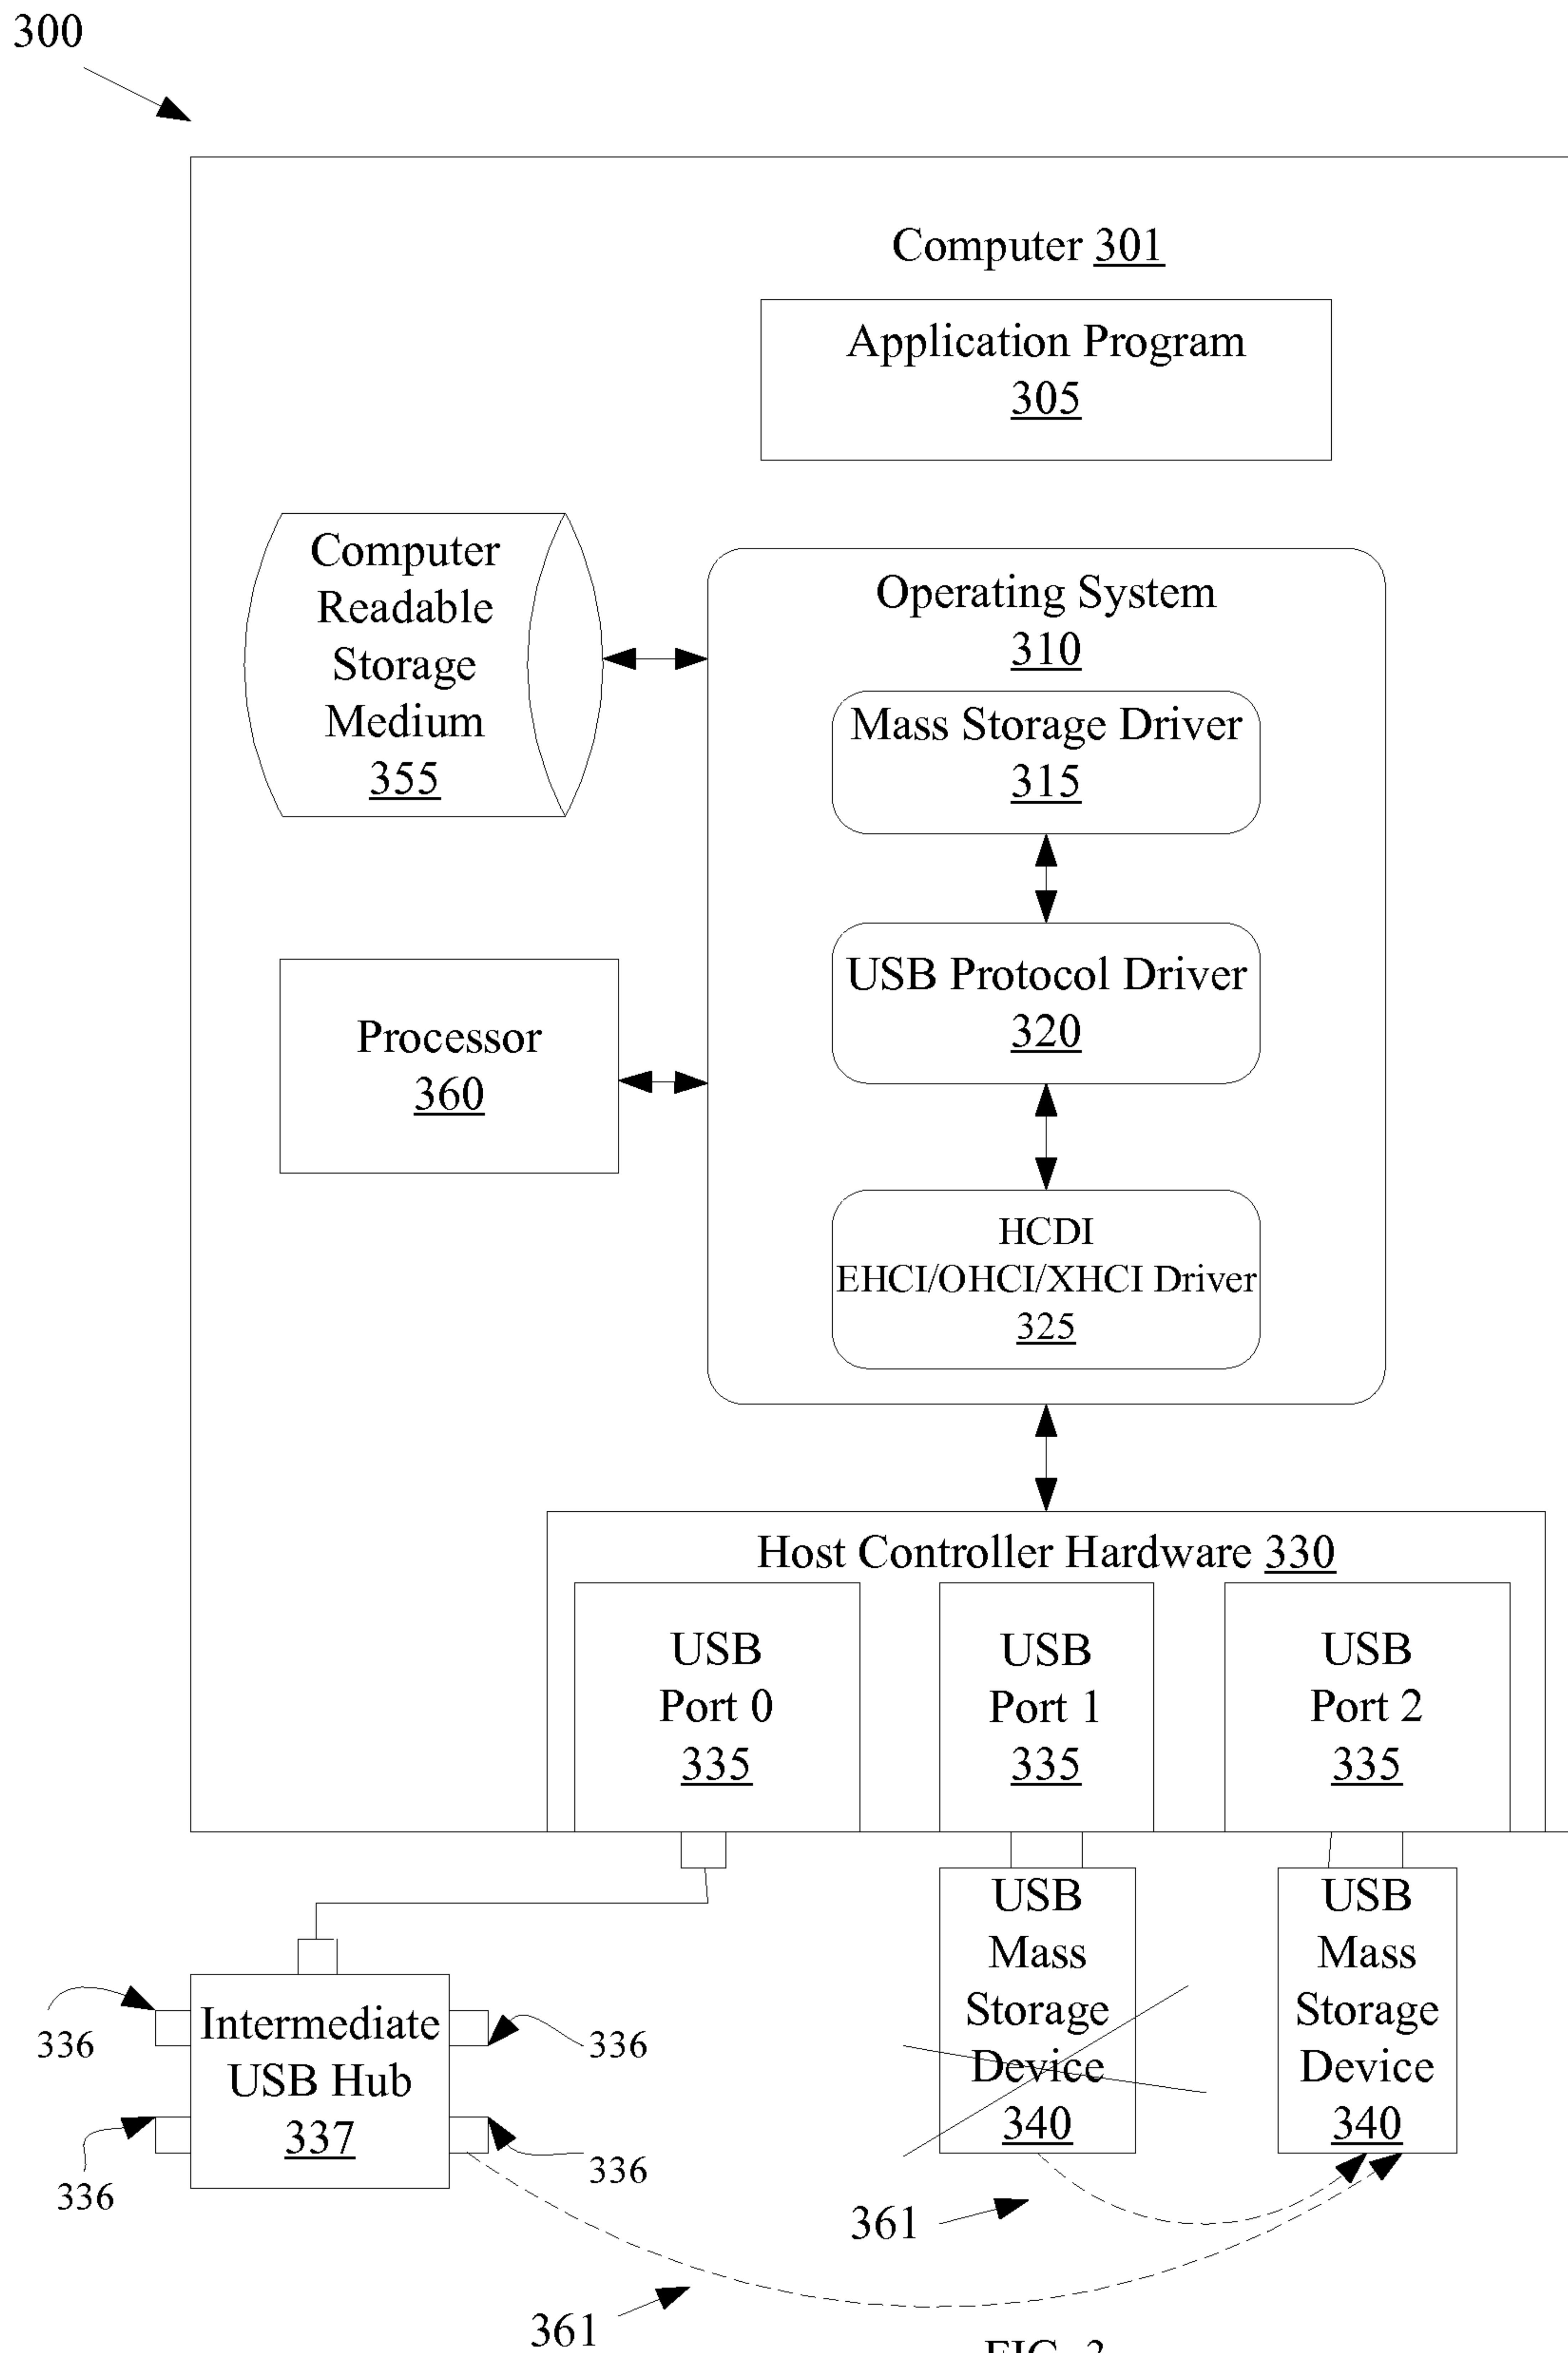 300
Computer 301
Application Program
305
Computer
Readable
Storage
Medium
355
Operating System
310
Mass Storage Driver
315
USB Protocol Driver
320
Processor
360
HCDI
EHCI/OHCI/XHCI Driver
325
Host Controller Hardware 330
USB
Port 0
335
USB
Port 1
335
USB
Port 2
335
USB
Mass
Storage
Device
340
USB
Mass
Storage
Device
340
Intermediate
USB Hub
337
336
336
336
336
361
361
FIG. 3